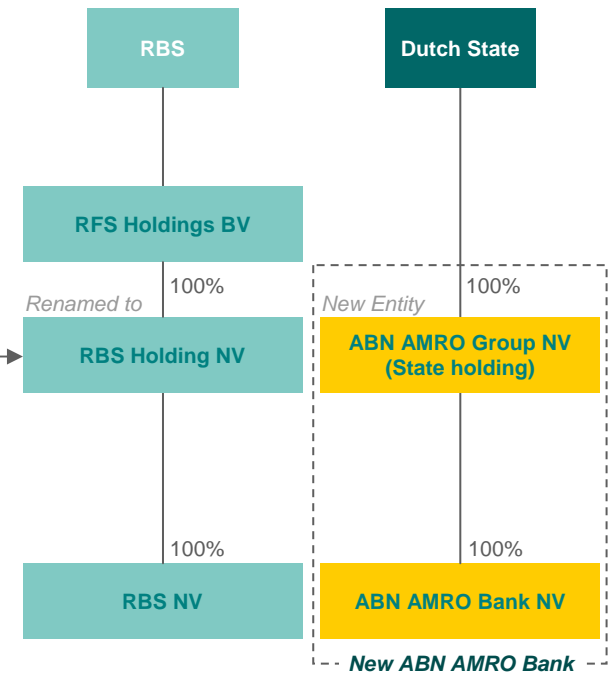 RBS
Dutch State
RFS Holdings BV
100%
100%
Renamed to
New Entity
RBS Holding NV
ABN AMRO Group NV
(State holding)
100%
100%
RBS NV
ABN AMRO Bank NV
New ABN AMRO Bank